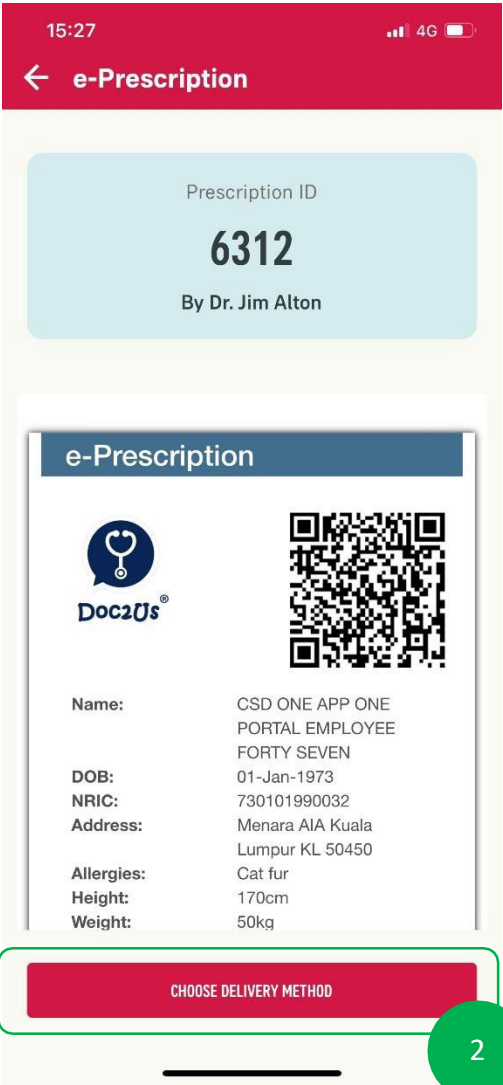 15:27 4G
e-Prescription
Prescription ID
6312
By Dr. Jim Alton
e-Prescription
Doc2Us®
Name: CSD ONE APP ONE
PORTAL EMPLOYEE
FORTY SEVEN
DOB: 01-Jan-1973
NRIC: 730101990032
Address: Menara AIA Kuala
Lumpur KL 50450
Allergies: Cat fur
Height: 170cm
Weight: 50kg
CHOOSE DELIVERY METHOD
2